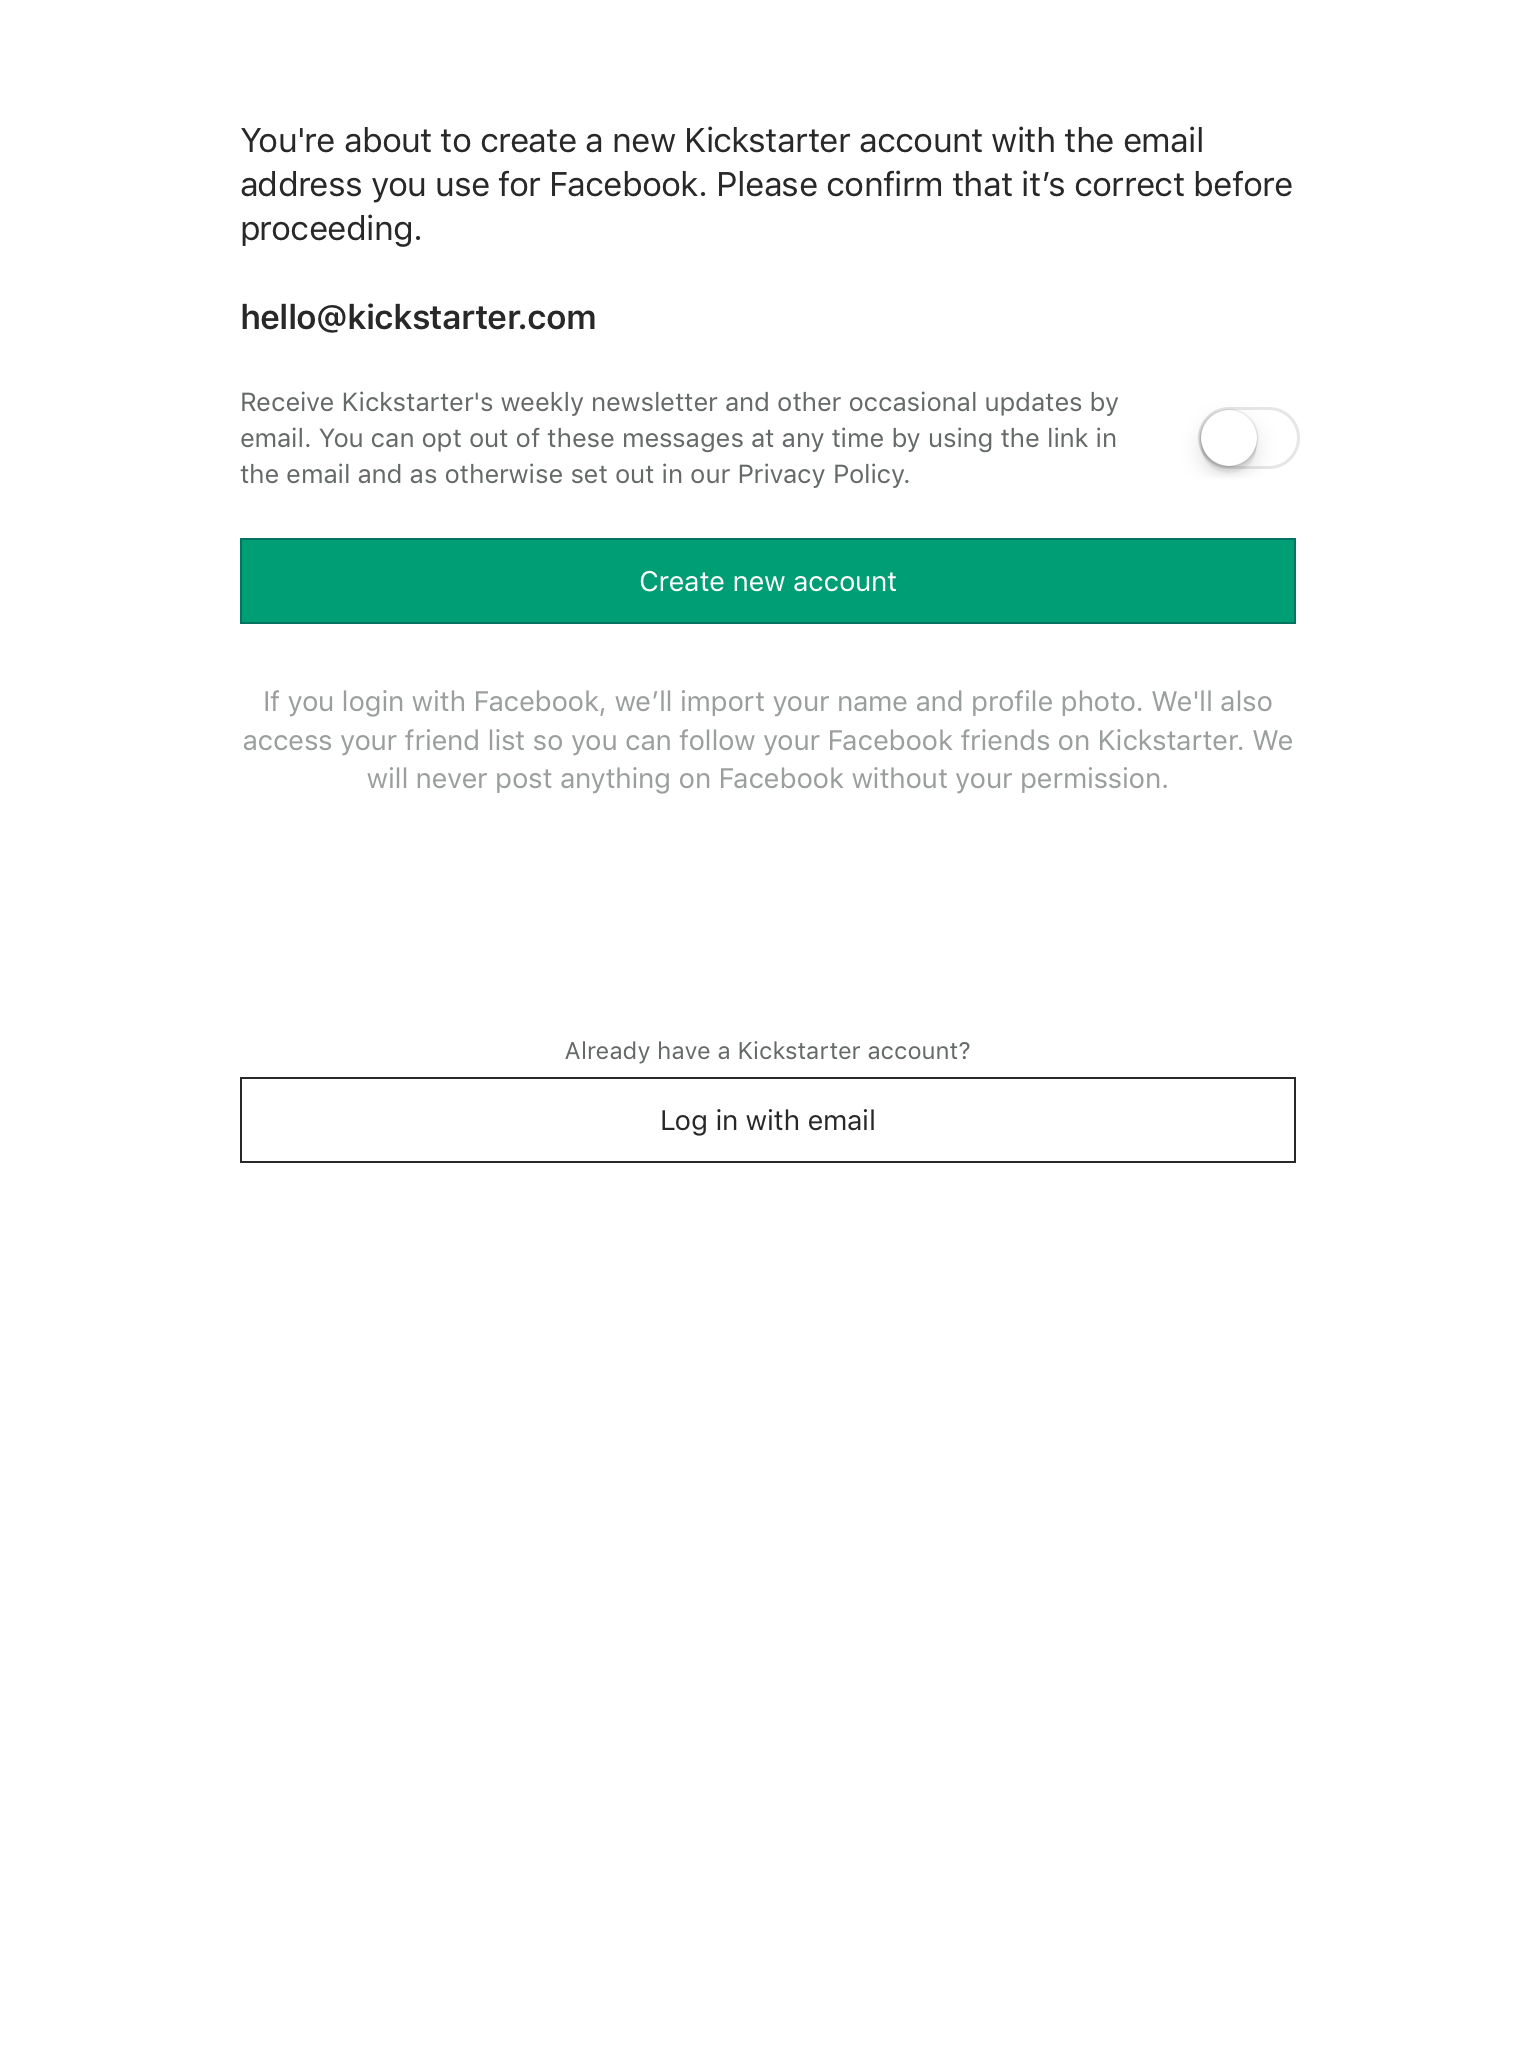 You're about to create a new Kickstarter account with the email
address you use for Facebook. Please confirm that it’s correct before
proceeding.
hello@kickstarter.com
Receive Kickstarter's weekly newsletter and other occasional updates by
email. You can opt out of these messages at any time by using the link in
the email and as otherwise set out in our Privacy Policy.
Create new account
If you login with Facebook, we’ll import your name and profile photo. We'll also
access your friend list so you can follow your Facebook friends on Kickstarter. We
will never post anything on Facebook without your permission.
Already have a Kickstarter account?
Log in with email